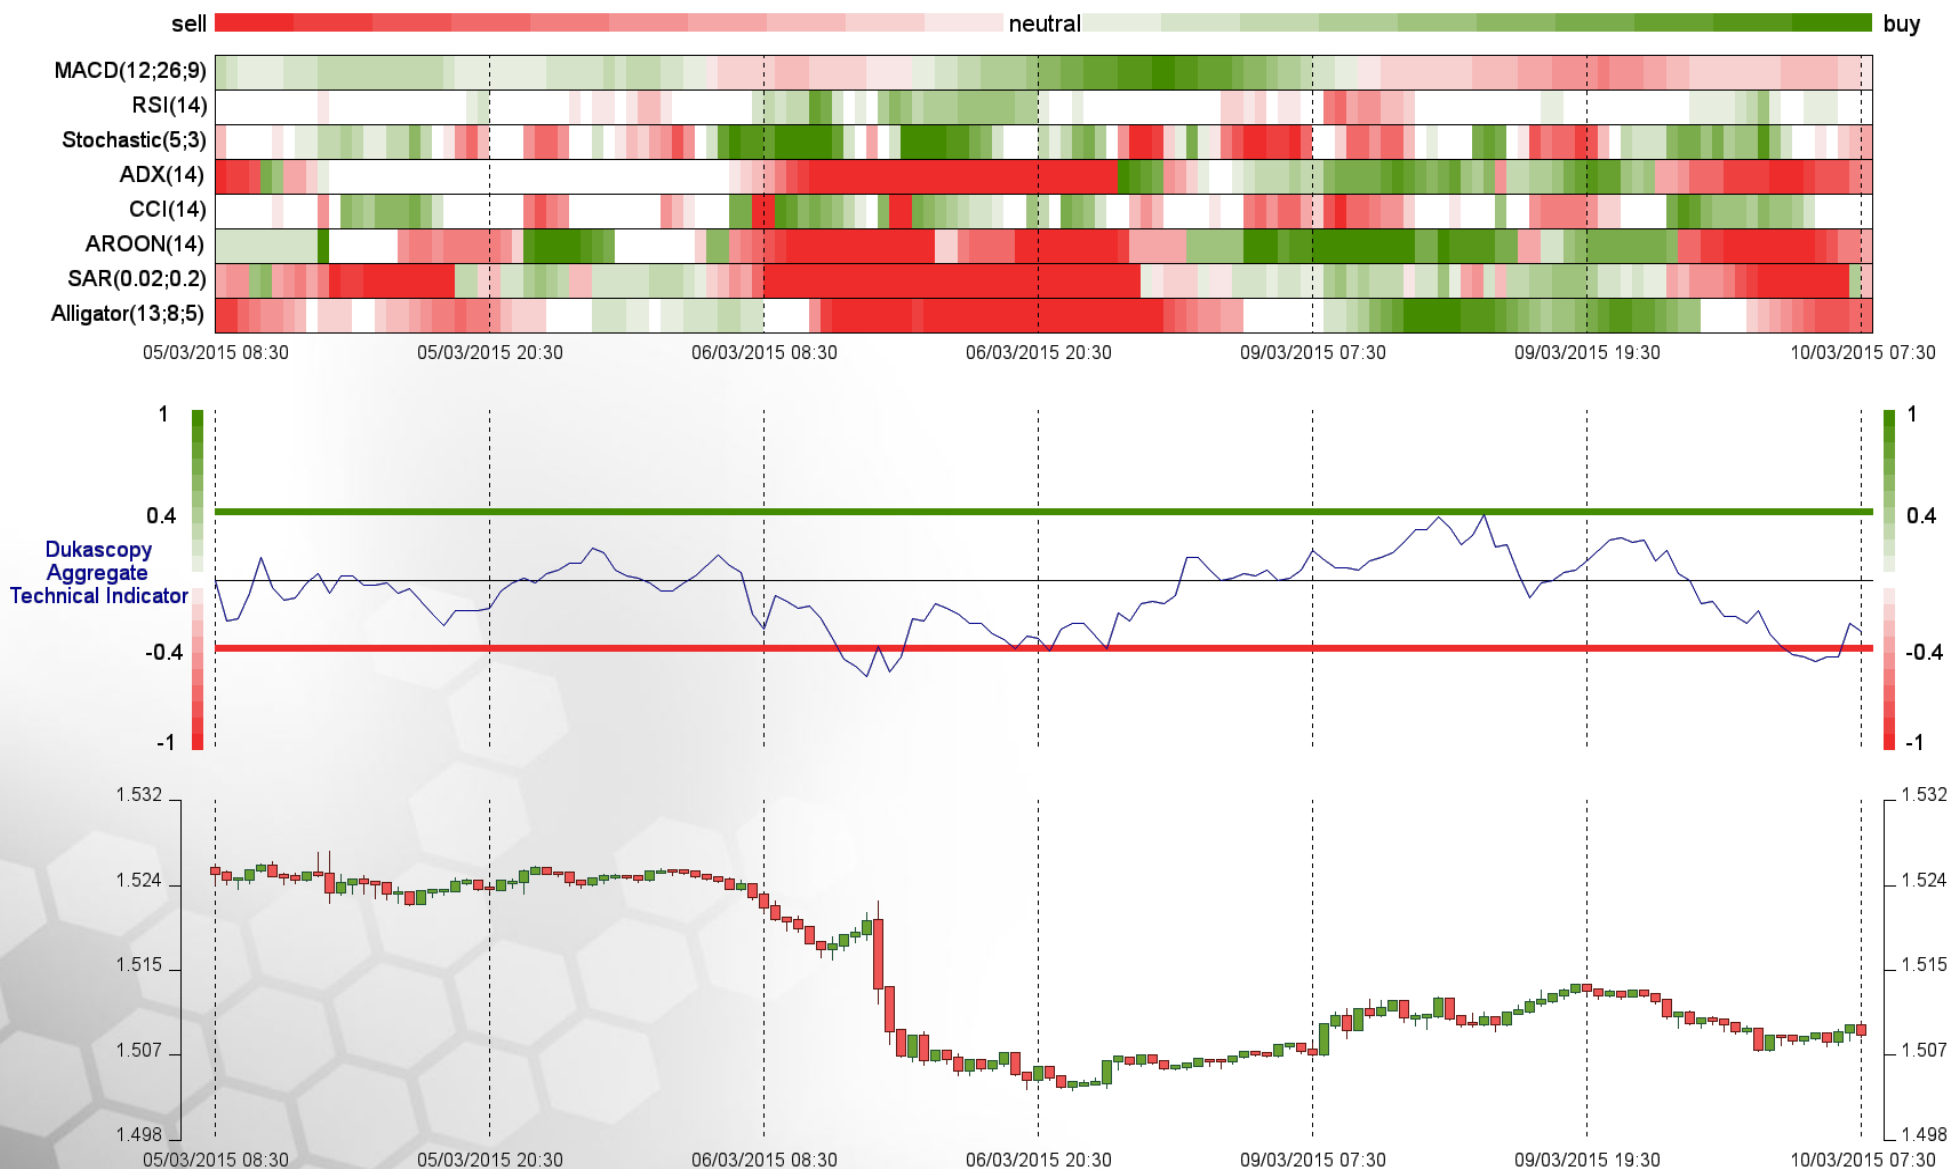 sell neutral buy
MACD(12;26;9)
RSI(14)
Stochastic(5;3)
ADX(14)
CCI(14)
AROON(14)
SAR(0.02;0.2)
Alligator(13;8;5)
05/03/2015 08:30 05/03/2015 20:30 06/03/2015 08:30 06/03/2015 20:30 09/03/2015 07:30 09/03/2015 19:30 10/03/2015 07:30
1 1
0.4 0.4
Dukascopy
Aggregate
Technical Indicator
-0.4 -0.4
-1 -1
1.532 1.532
1.524 1.524
1.515 1.515
1.507 1.507
1.498 1.498
05/03/2015 08:30 05/03/2015 20:30 06/03/2015 08:30 06/03/2015 20:30 09/03/2015 07:30 09/03/2015 19:30 10/03/2015 07:30